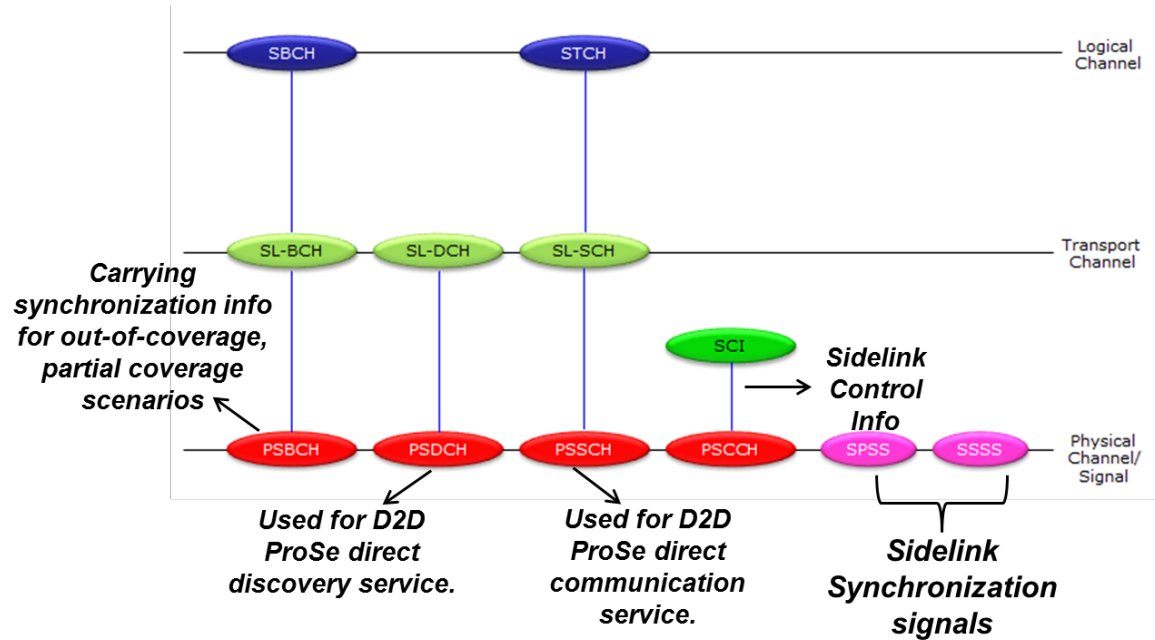 SBCH
STCH
Logical
Channel
SL-BCH
SL-DCH
SL-SCH
Transport
Channel
Carrying
synchronization info
for out-of-coverage,
partial coverage
scenarios
SCI
Sidelink
Control
Info
PSBCH
PSDCH
PSSCH
PSCCH
SPSS
SSSS
Physical
Channel/
Signal
Used for D2D
ProSe direct
discovery service.
Used for D2D
ProSe direct
communication
service.
Sidelink
Synchronization
signals